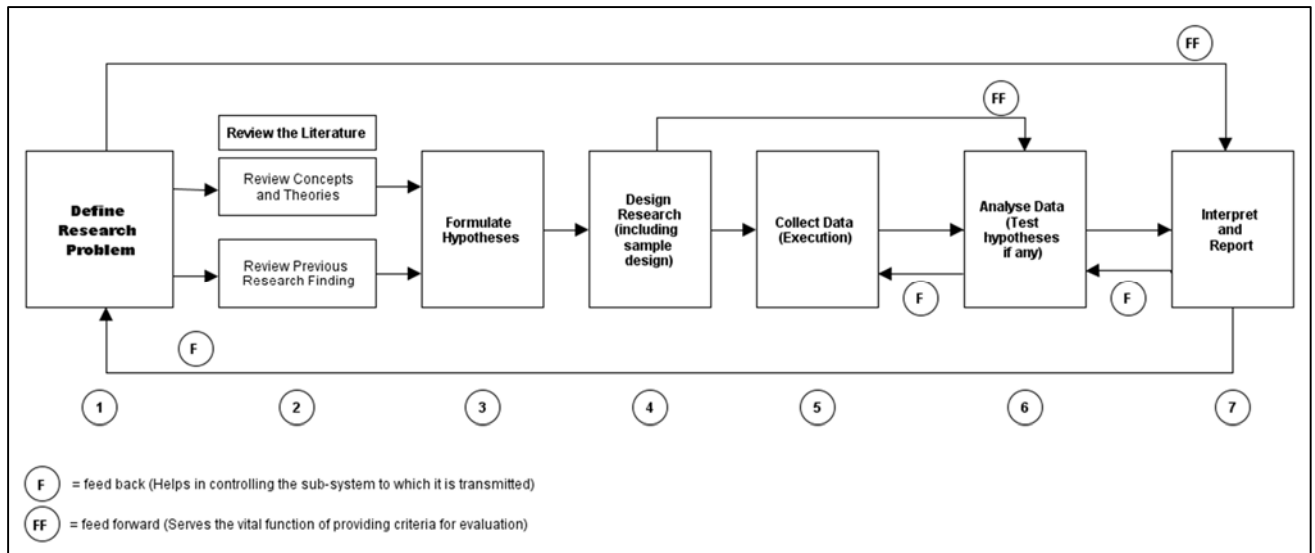 FF
FF
Review the Literature
Define
Research
Problem
Review Concepts
and Theories
Review Previous
Research Finding
Formulate
Hypotheses
Design
Research
(including
sample
design)
Collect Data
(Execution)
Analyse Data
(Test
hypotheses
if any)
Interpret
and
Report
F
F
F
1
2
3
4
5
6
7
F = feed back (Helps in controlling the sub-system to which it is transmitted)
FF = feed forward (Serves the vital function of providing criteria for evaluation)